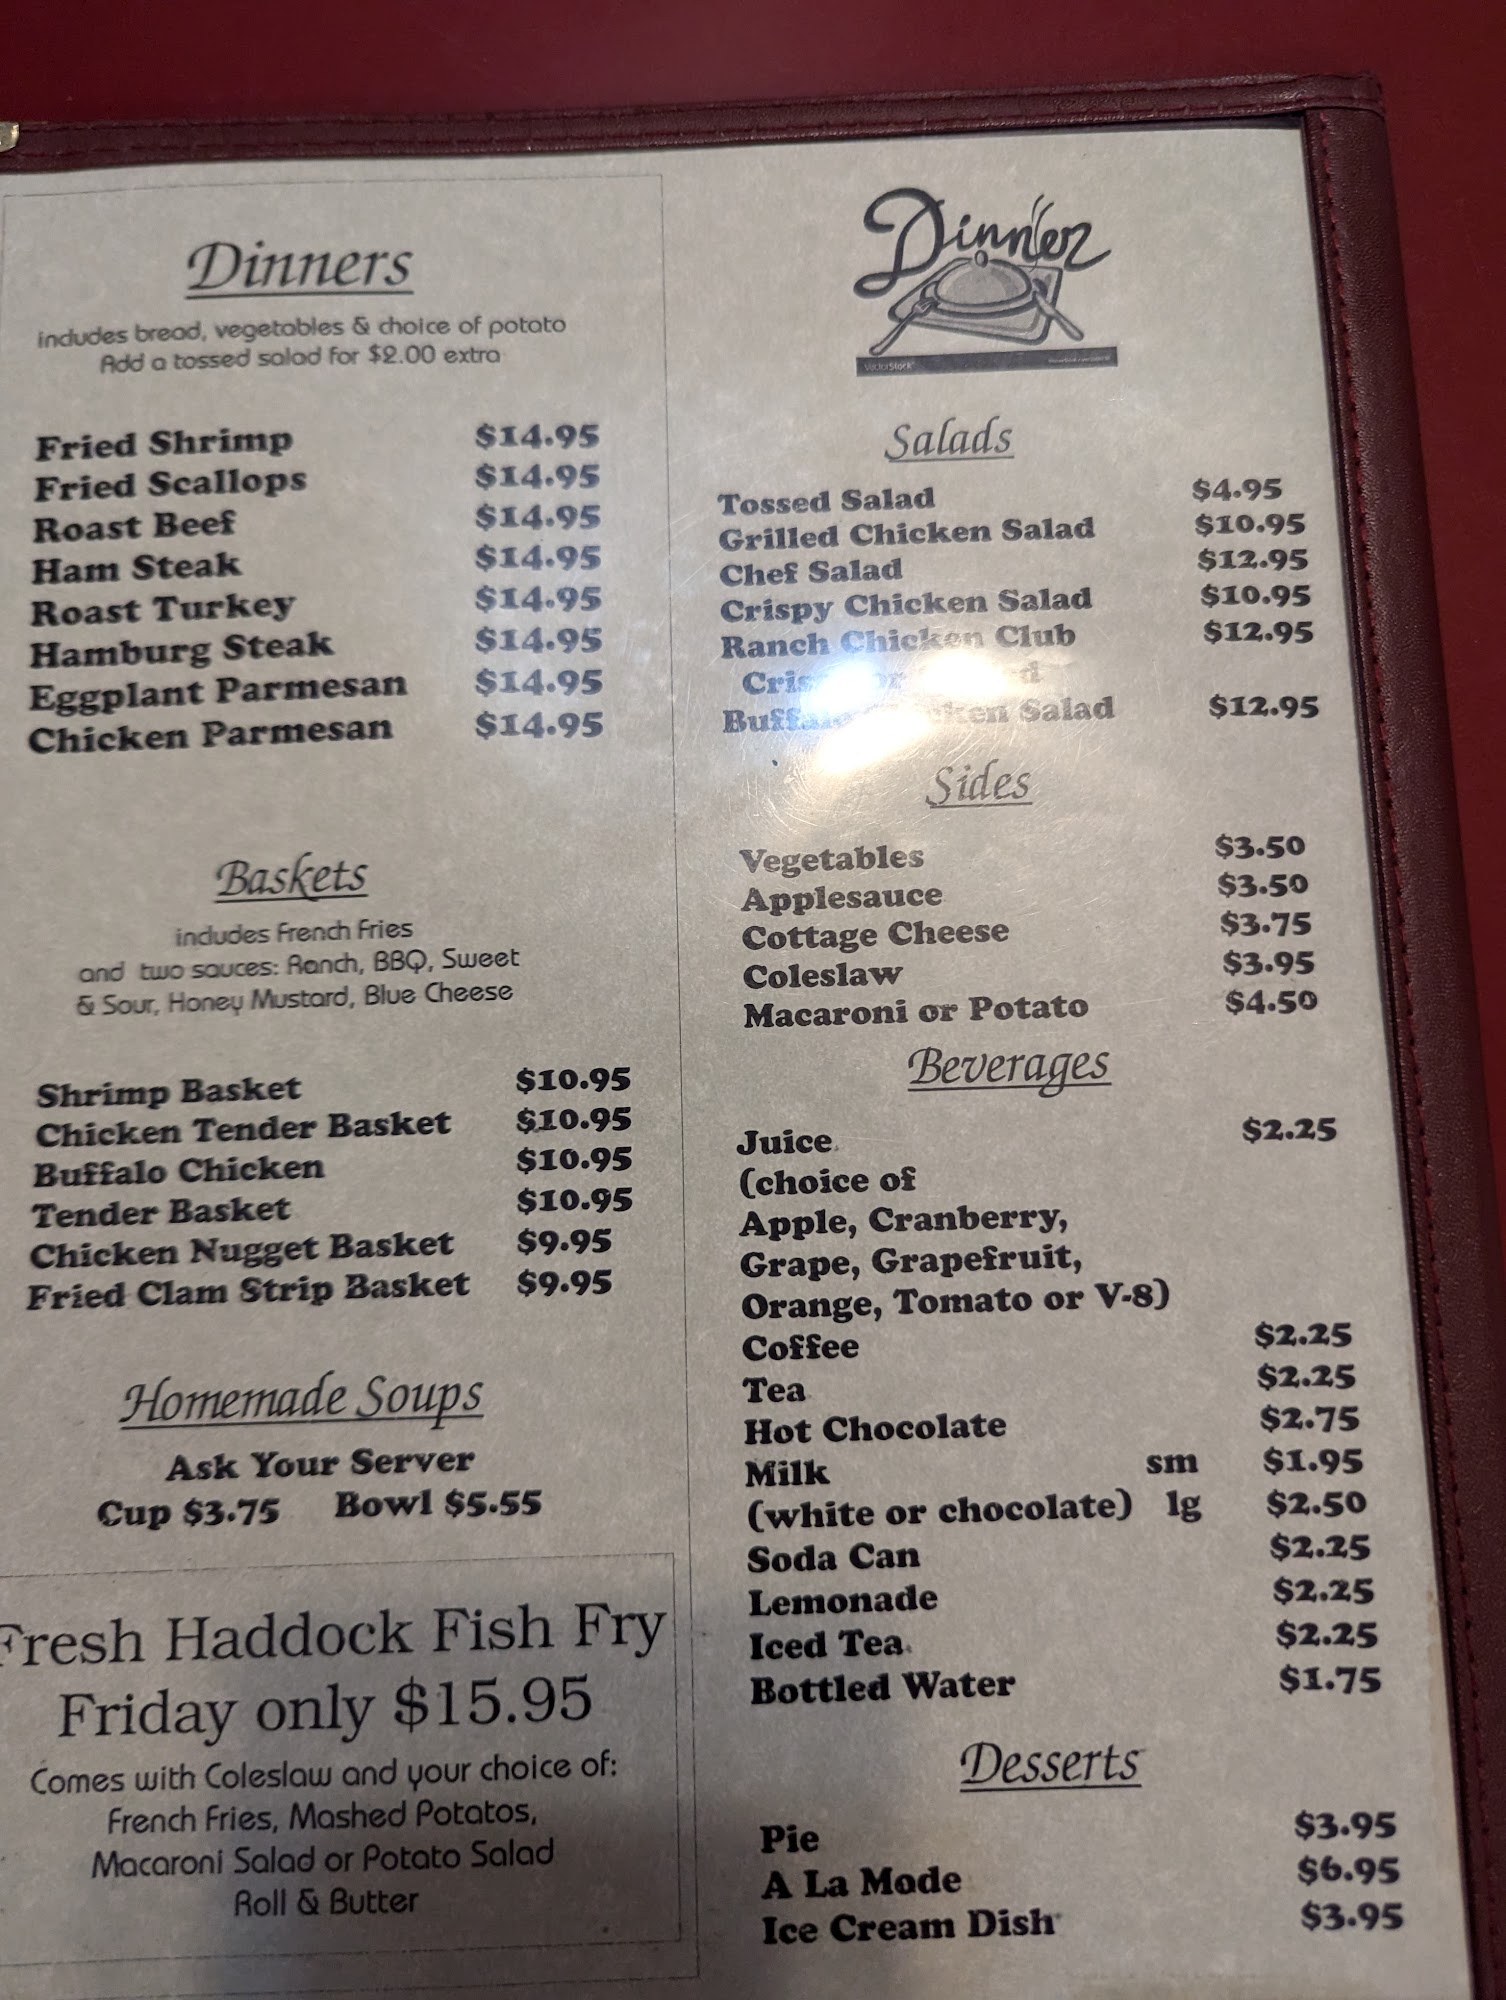 Dinners
includes bread, vegetables & choice of potato
Add a tossed salad for $2.00 extra
Fried Shrimp $14.95
Fried Scallops $14.95
Roast Beef $14.95
Ham Steak $14.95
Roast Turkey $14.95
Hamburg Steak $14.95
Eggplant Parmesan $14.95
Chicken Parmesan $14.95
Baskets
includes French Fries
and two sauces: Ranch, BBQ, Sweet
& Sour, Honey Mustard, Blue Cheese
Shrimp Basket $10.95
Chicken Tender Basket $10.95
Buffalo Chicken $10.95
Tender Basket $10.95
Chicken Nugget Basket $9.95
Fried Clam Strip Basket $9.95
Homemade Soups
Ask Your Server
Cup $3.75 Bowl $5.55
Fresh Haddock Fish Fry
Friday only $15.95
Comes with Coleslaw and your choice of:
French Fries, Mashed Potatos,
Macaroni Salad or Potato Salad
Roll & Butter
Dinner
VectorStock
Salads
Tossed Salad $4.95
Grilled Chicken Salad $10.95
Chef Salad $12.95
Crispy Chicken Salad $10.95
Ranch Chicken Club $12.95
or
Buffalo Chicken Salad $12.95
Sides
Vegetables $3.50
Applesauce $3.50
Cottage Cheese $3.75
Coleslaw $3.95
Macaroni or Potato $4.50
Beverages
Juice $2.25
(choice of
Apple, Cranberry,
Grape, Grapefruit,
Orange, Tomato or V-8)
Coffee $2.25
Tea $2.25
Hot Chocolate $2.75
Milk sm $1.95
(white or chocolate) lg $2.50
Soda Can $2.25
Lemonade $2.25
Iced Tea $2.25
Bottled Water $1.75
Desserts
Pie $3.95
A La Mode $6.95
Ice Cream Dish $3.95